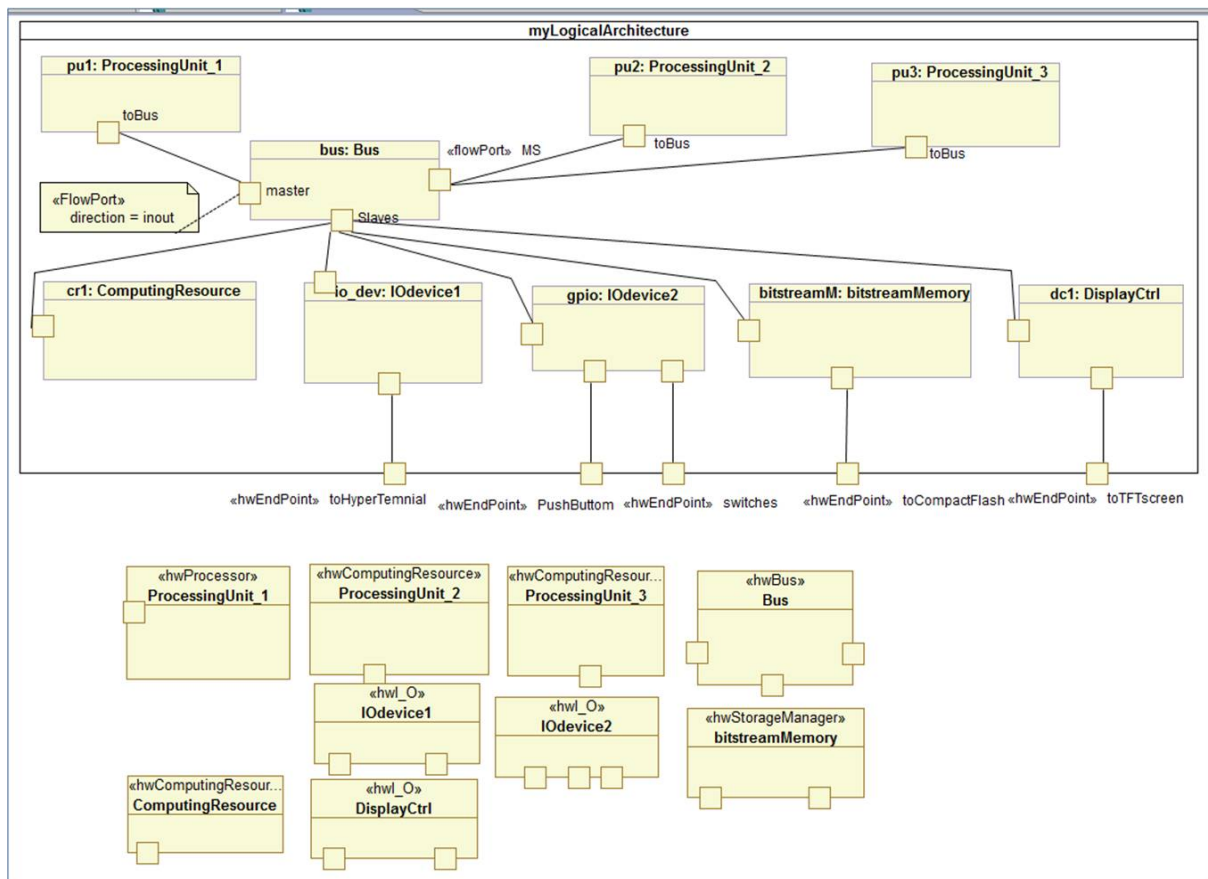 myLogicalArchitecture
pu1: ProcessingUnit_1
pu2: ProcessingUnit_2
pu3: ProcessingUnit_3
toBus
bus: Bus
«flowPort» MS
toBus
toBus
master
«FlowPort»
direction = inout
Slaves
cr1: ComputingResource
io_dev: IOdevice1
gpio: IOdevice2
bitstreamM: bitstreamMemory
dc1: DisplayCtrl
«hwEndPoint» toHyperTemnial
«hwEndPoint» PushButtom
«hwEndPoint» switches
«hwEndPoint» toCompactFlash
«hwEndPoint» toTFTscreen
«hwProcessor»
ProcessingUnit_1
«hwComputingResource»
ProcessingUnit_2
«hwComputingResour...
ProcessingUnit_3
«hwBus»
Bus
«hwI_O»
IOdevice1
«hwI_O»
IOdevice2
«hwStorageManager»
bitstreamMemory
«hwComputingResour...
ComputingResource
«hwI_O»
DisplayCtrl